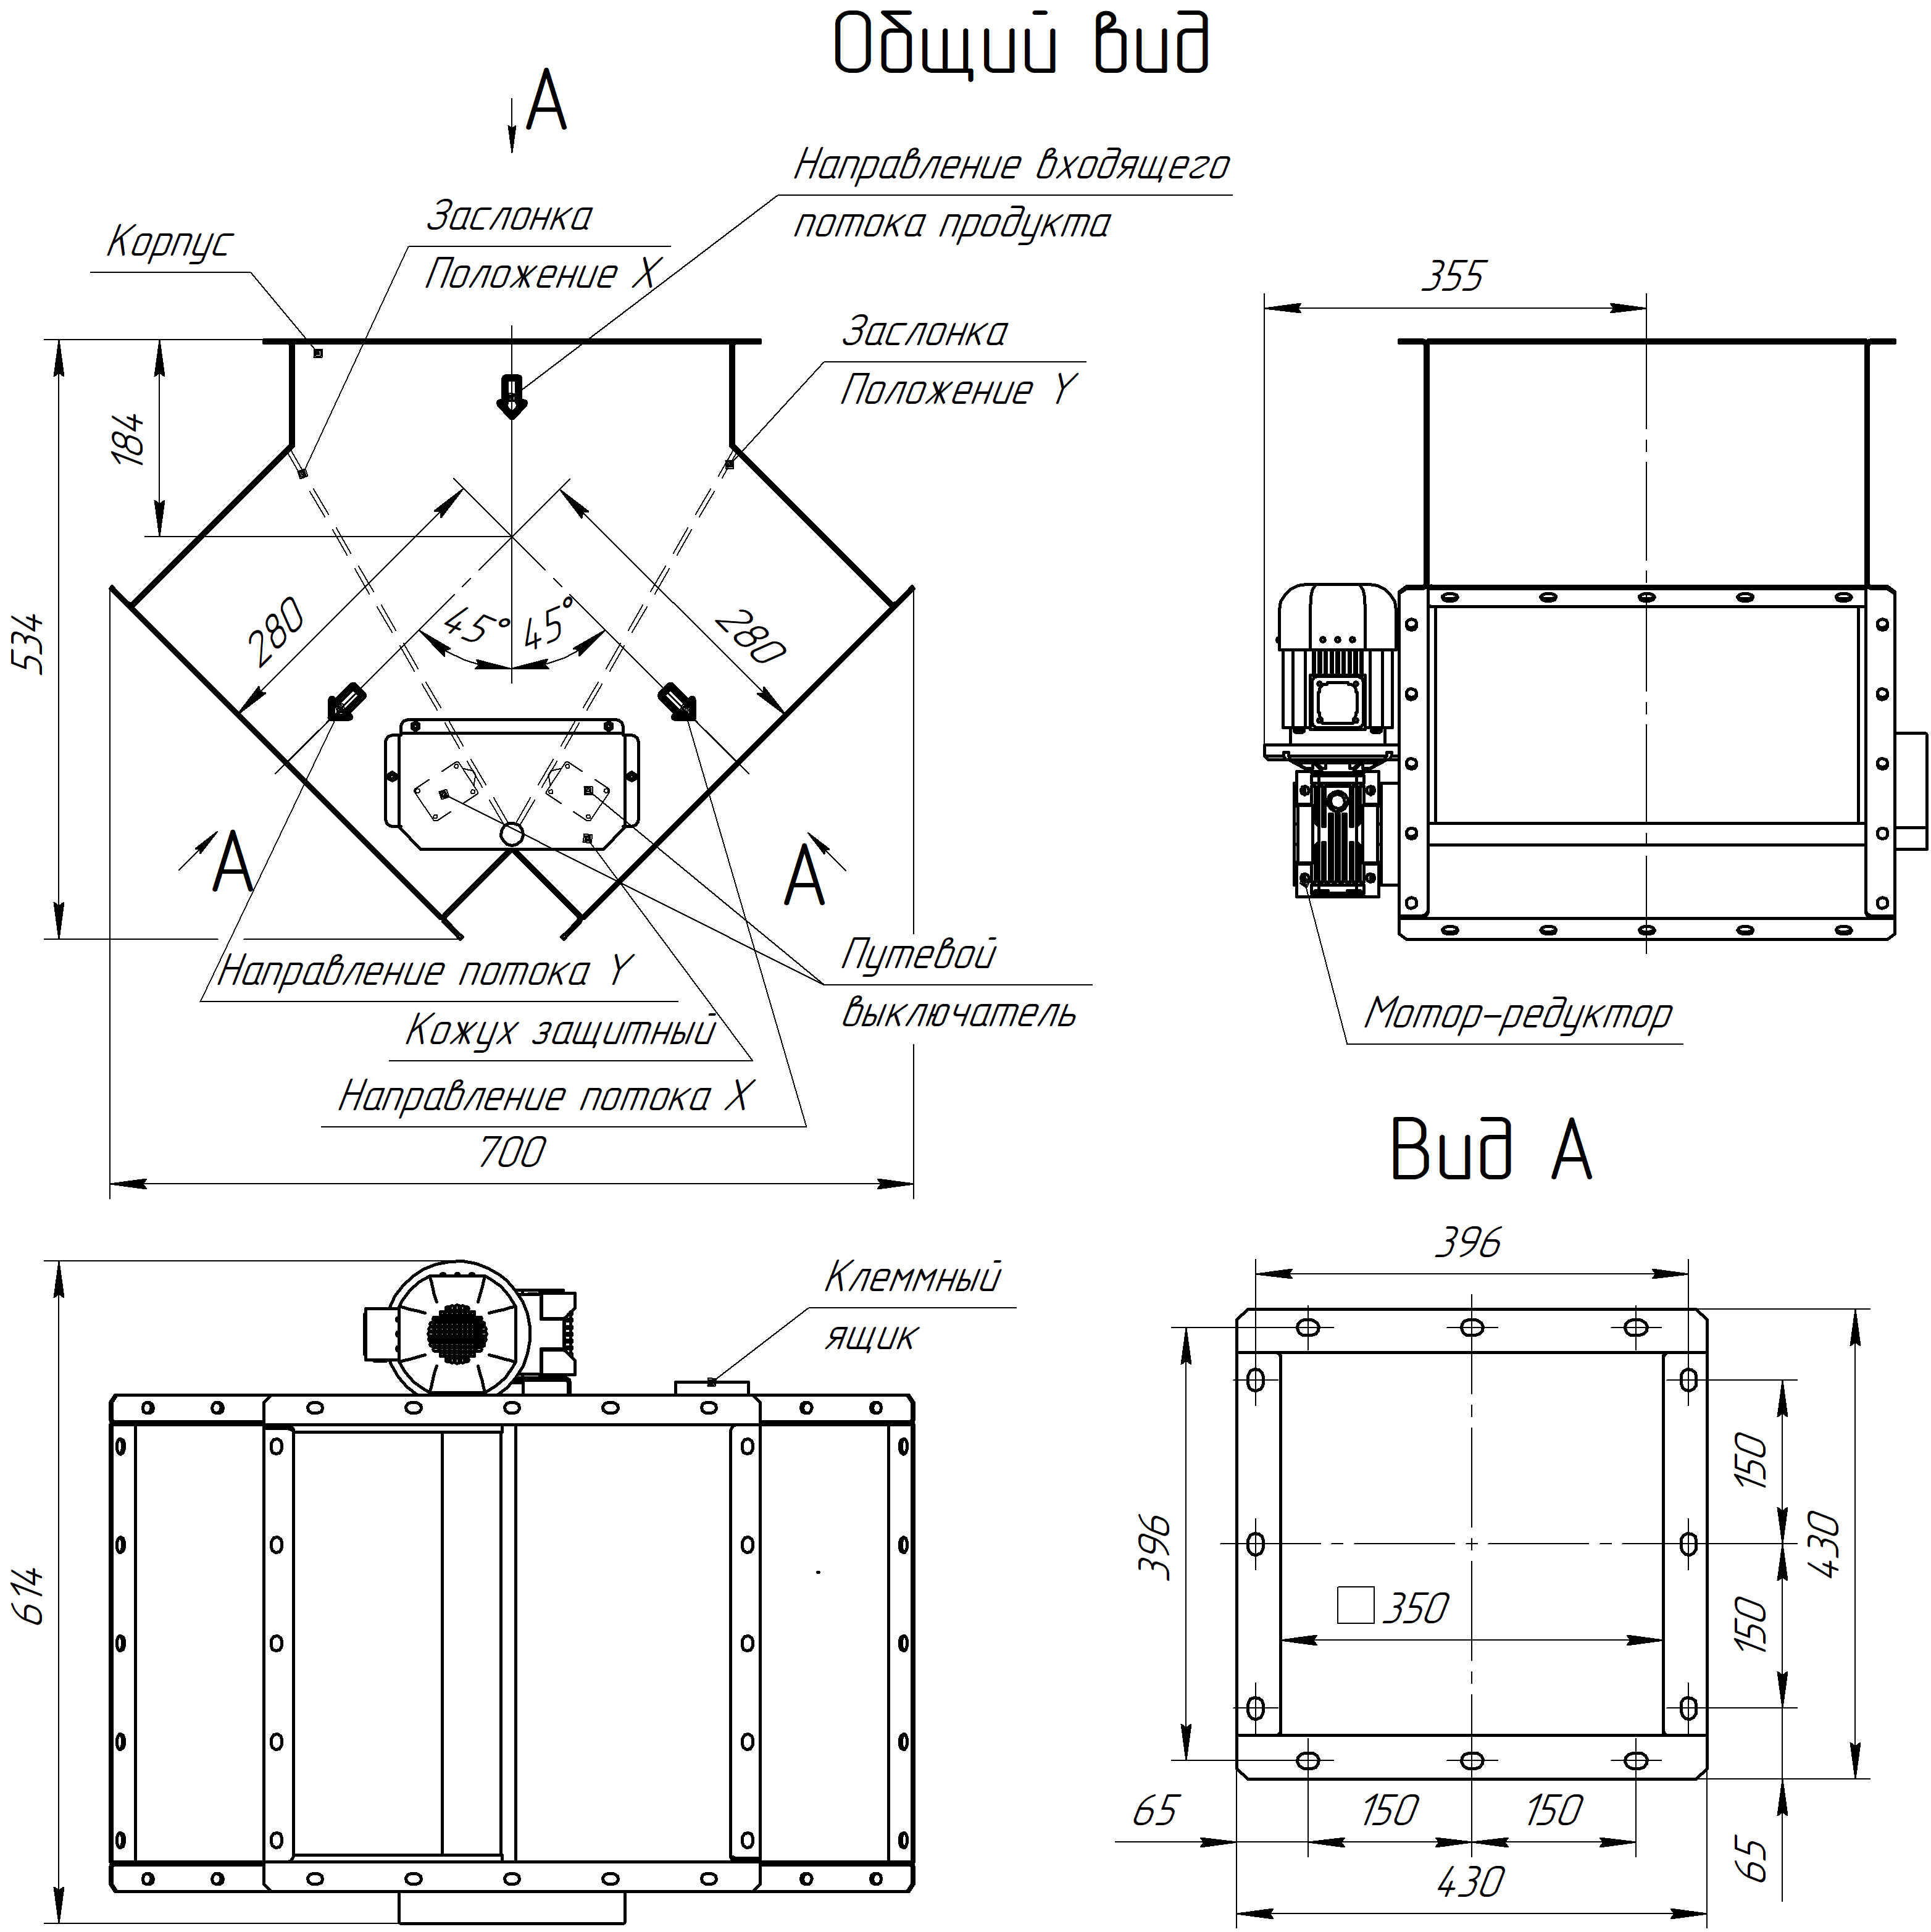 Общий вид
А
Направление входящего
потока продукта
Заслонка
Положение X
Корпус
355
Заслонка
Положение Y
184
534
280
45°
45°
280
А
А
Направление потока Y
Путевой
выключатель
Кожух защитный
Мотор-редуктор
Направление потока X
700
Вид А
Клеммный
ящик
614
396
396
150
150
430
350
65
150
150
65
430